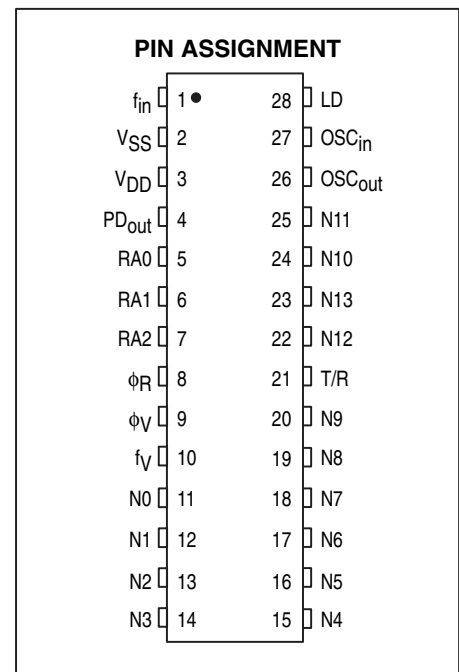 PIN ASSIGNMENT
fin 1 28 LD
VSS 2 27 OSCin
VDD 3 26 OSCout
PDout 4 25 N11
RA0 5 24 N10
RA1 6 23 N13
RA2 7 22 N12
ϕR 8 21 T/R
ϕV 9 20 N9
fV 10 19 N8
N0 11 18 N7
N1 12 17 N6
N2 13 16 N5
N3 14 15 N4